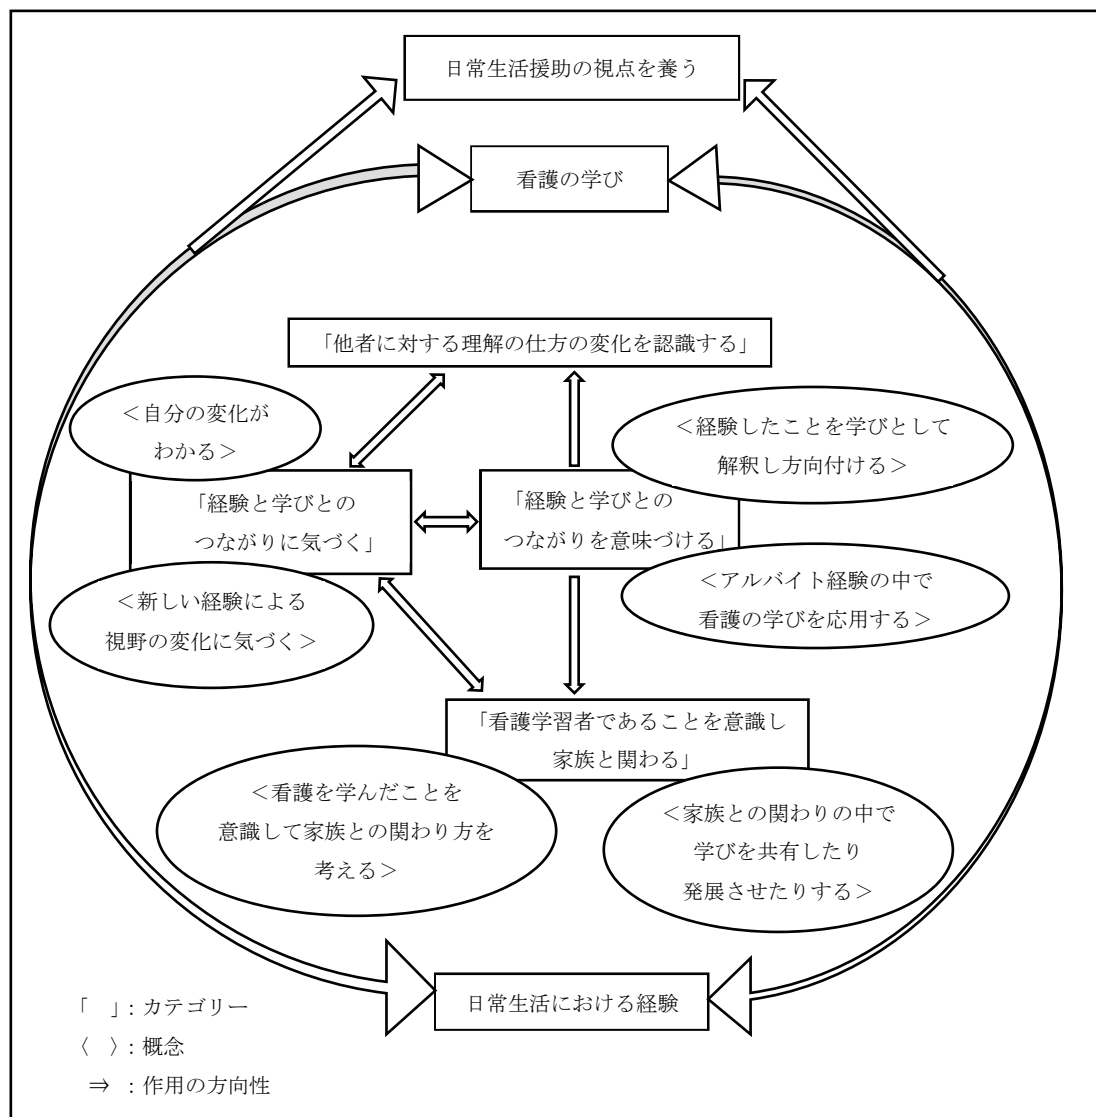 日常生活援助の視点を養う
看護の学び
「他者に対する理解の仕方の変化を認識する」
＜自分の変化が
わかる＞
＜経験したことを学びとして
解釈し方向付ける＞
「経験と学びとの
つながりに気づく」
「経験と学びとの
つながりを意味づける」
＜新しい経験による
視野の変化に気づく＞
＜アルバイト経験の中で
看護の学びを応用する＞
「看護学習者であることを意識し
家族と関わる」
＜看護を学んだことを
意識して家族との関わり方を
考える＞
＜家族との関わりの中で
学びを共有したり
発展させたりする＞
日常生活における経験
「　」：カテゴリー
〈　〉：概念
⇒　：作用の方向性